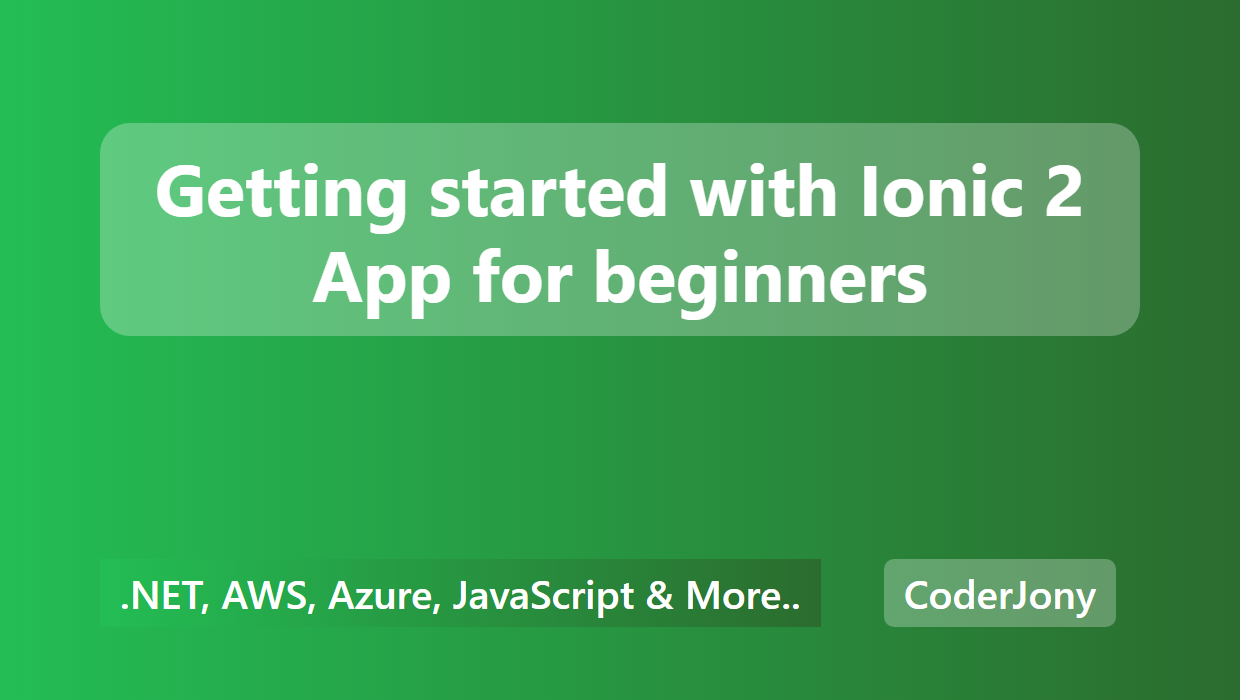 Getting started with Ionic 2
App for beginners
.NET, AWS, Azure, JavaScript & More..
CoderJony